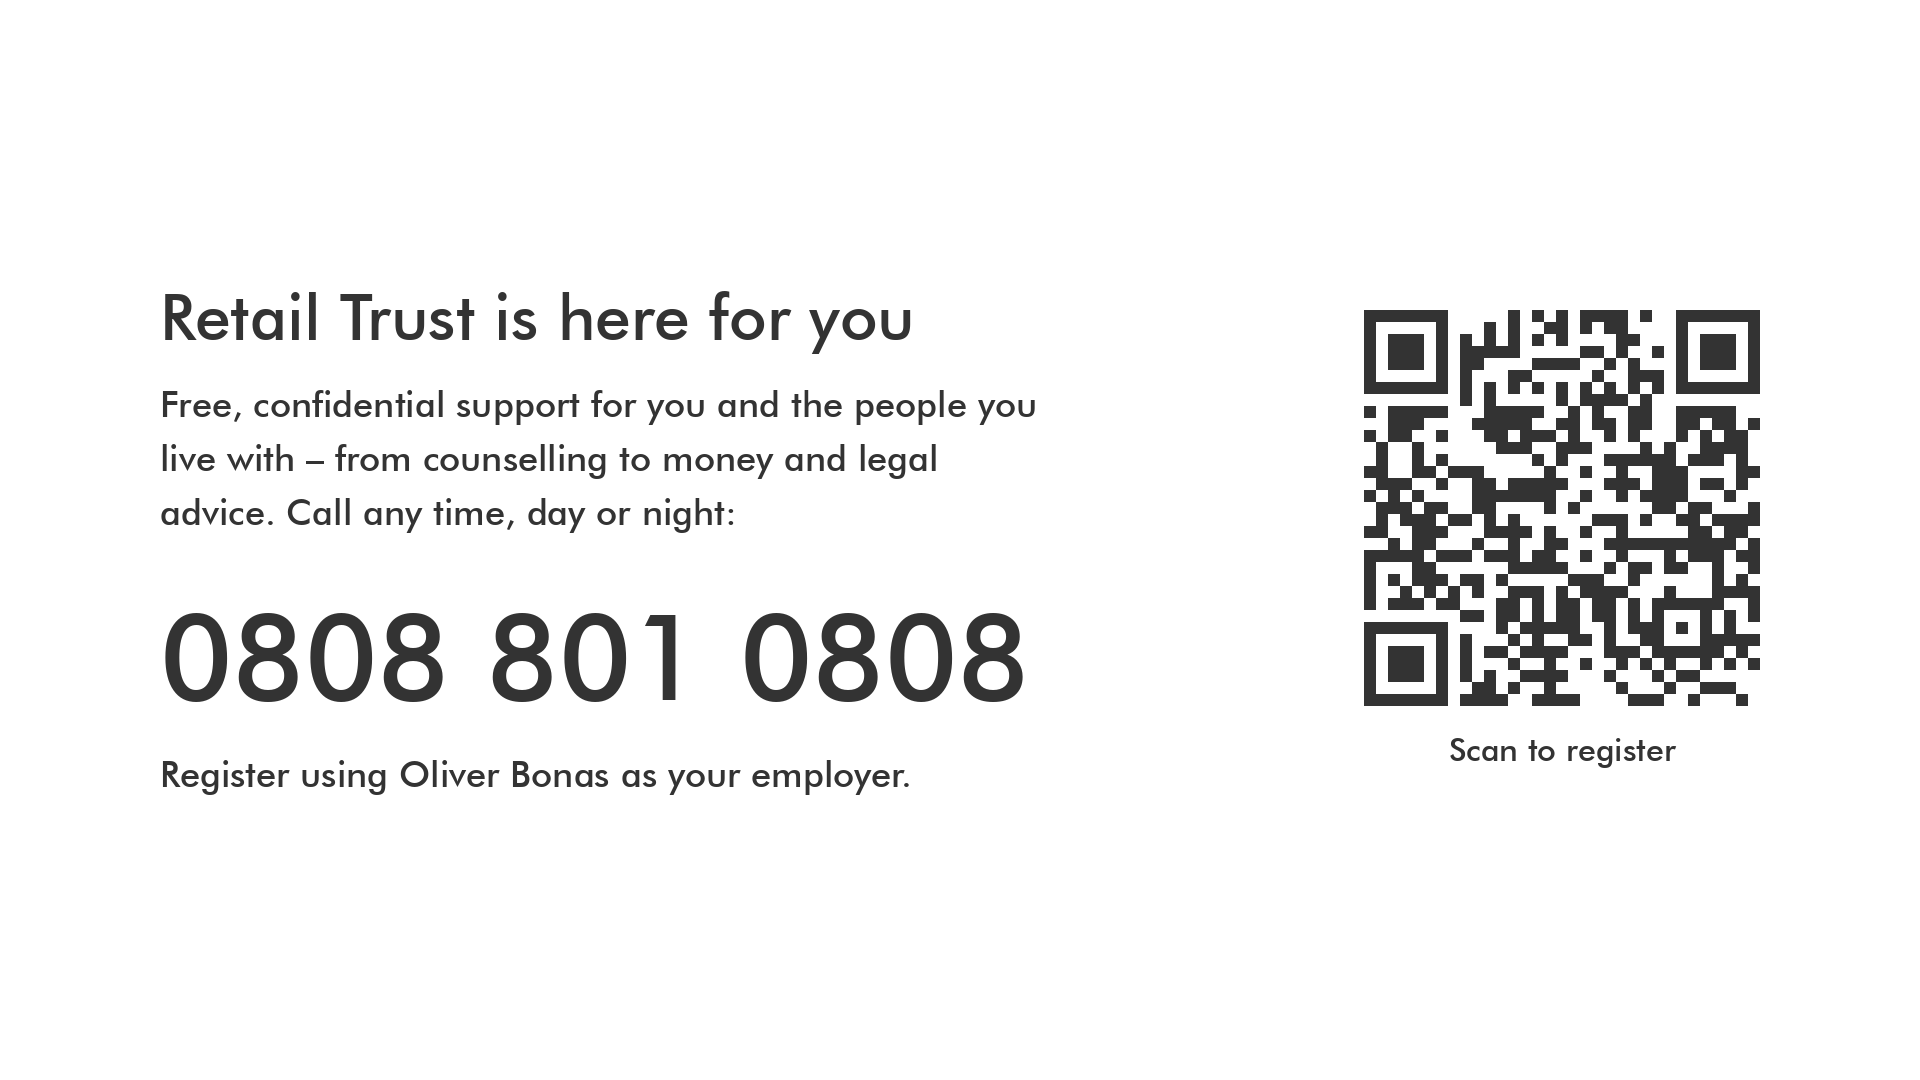 Retail Trust is here for you
Free, confidential support for you and the people you
live with – from counselling to money and legal
advice. Call any time, day or night:
0808 801 0808
Register using Oliver Bonas as your employer.
Scan to register